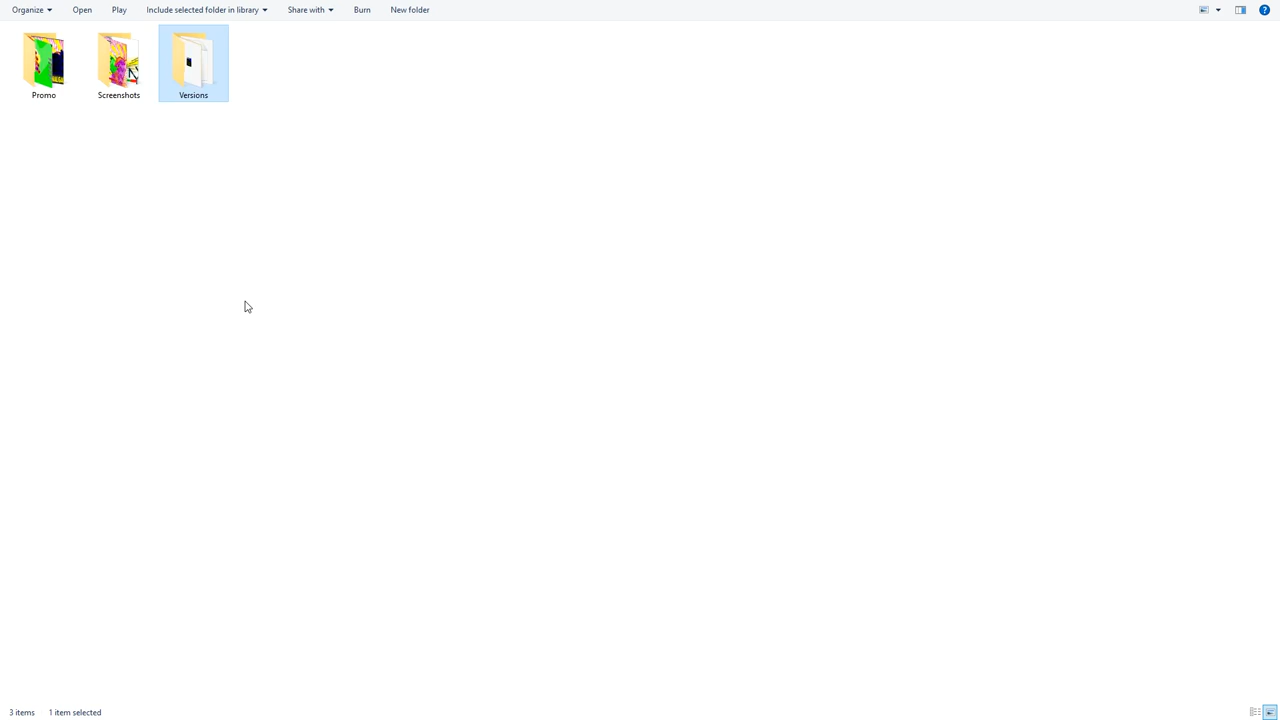 Organize Open Play Include selected folder in library Share with Burn New folder
Promo Screenshots Versions
3 items 1 item selected